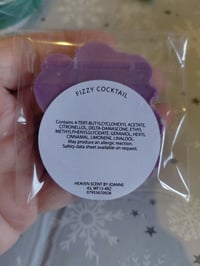 FIZZY COCKTAIL
Contains 4-TERT-BUTYLCYCLOHEXYL ACETATE,
CITRONELLOL, DELTA-DAMASCONE, ETHYL
METHYLPHENYLGLYCIDATE, GERANIOL, HEXYL
CINNAMAL, LIMONENE, LINALOOL.
May produce an allergic reaction.
Safety data sheet available on request.
HEAVEN SCENT BY JOANNE